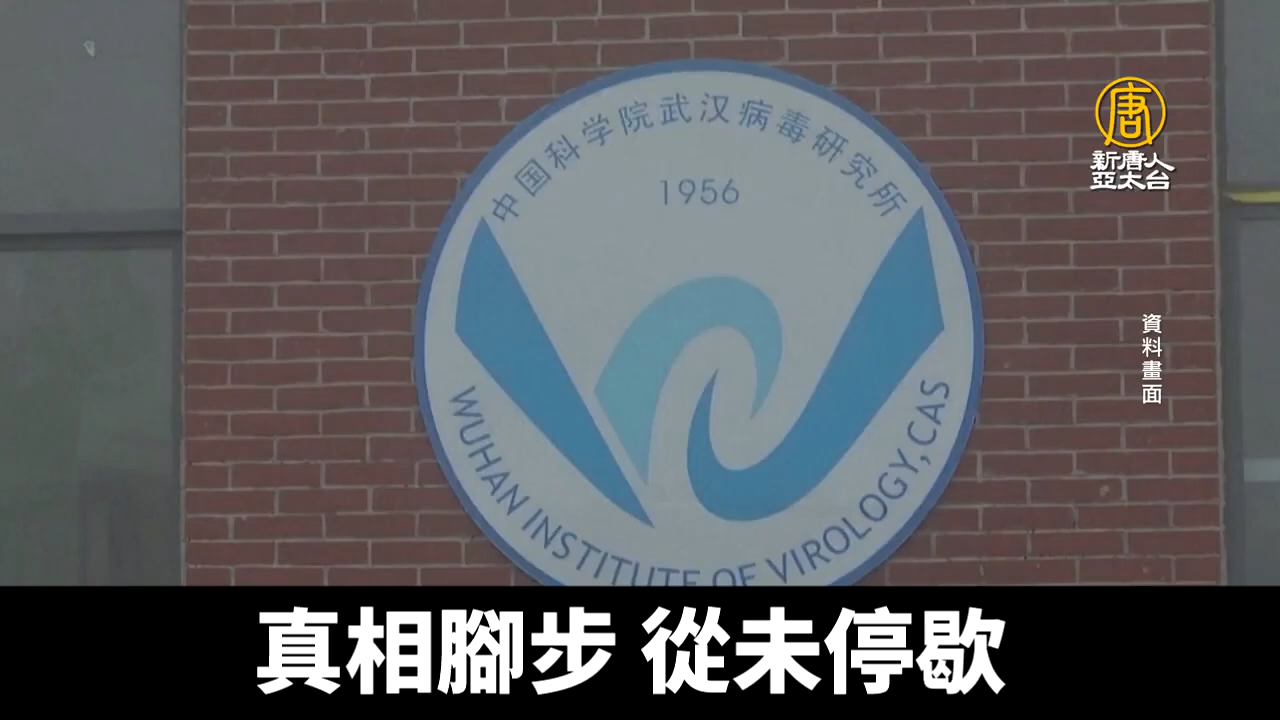 中国科学院武汉病毒研究所
1956
WUHAN INSTITUTE OF VIROLOGY, CAS
唐
新唐人
亞太台
資料畫面
真相腳步 從未停歇